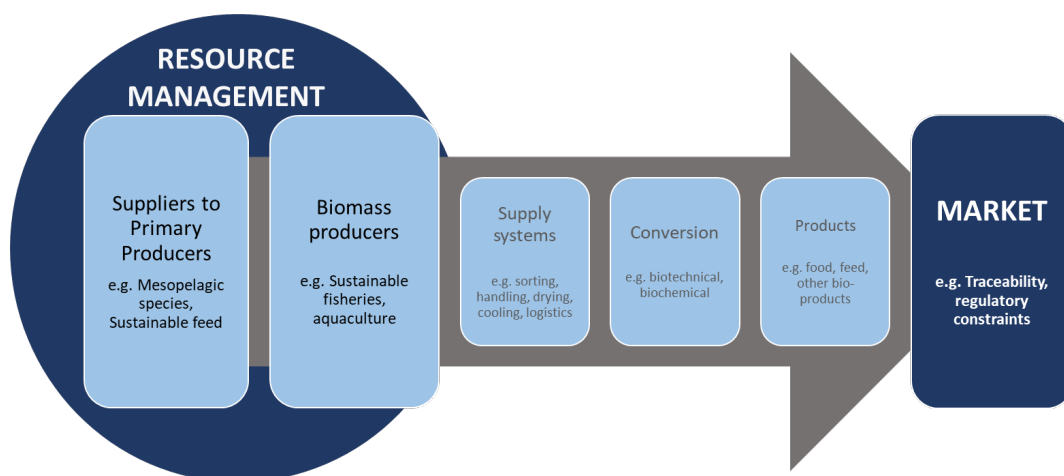 RESOURCE
MANAGEMENT
Suppliers to
Primary
Producers
e.g. Mesopelagic
species,
Sustainable feed
Biomass
producers
e.g. Sustainable
fisheries,
aquaculture
Supply
systems
e.g. sorting,
handling, drying,
cooling, logistics
Conversion
e.g. biotechnical,
biochemical
Products
e.g. food, feed,
other bio-
products
MARKET
e.g. Traceability,
regulatory
constraints